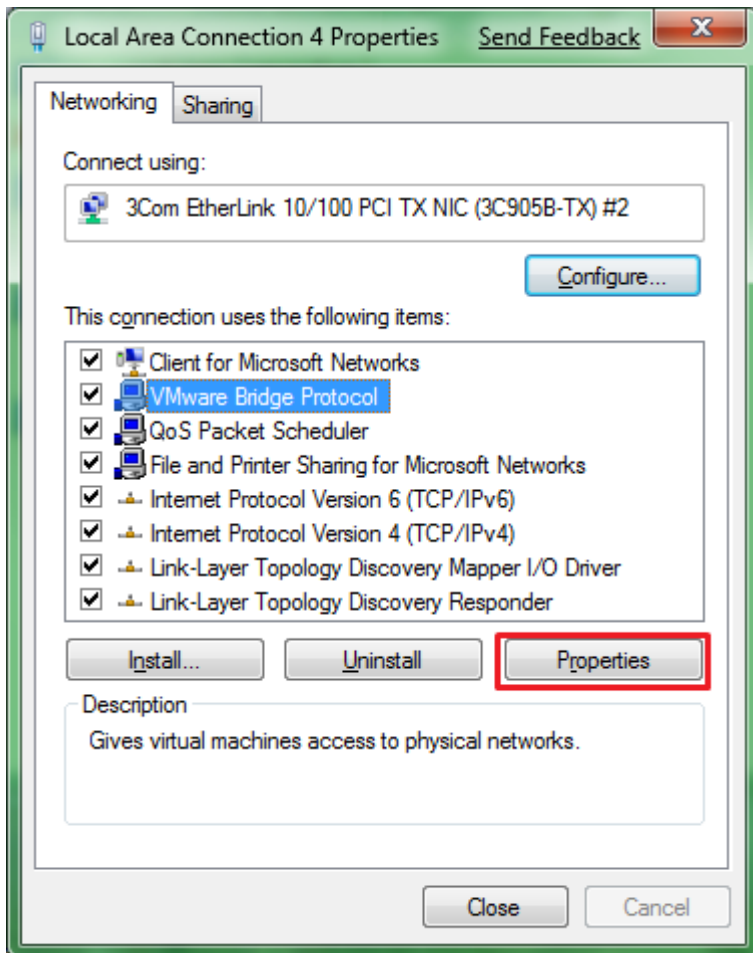 Local Area Connection 4 Properties Send Feedback
Networking Sharing
Connect using:
3Com EtherLink 10/100 PCI TX NIC (3C905B-TX) #2
Configure...
This connection uses the following items:
Client for Microsoft Networks
VMware Bridge Protocol
QoS Packet Scheduler
File and Printer Sharing for Microsoft Networks
Internet Protocol Version 6 (TCP/IPv6)
Internet Protocol Version 4 (TCP/IPv4)
Link-Layer Topology Discovery Mapper I/O Driver
Link-Layer Topology Discovery Responder
Install... Uninstall Properties
Description
Gives virtual machines access to physical networks.
Close Cancel